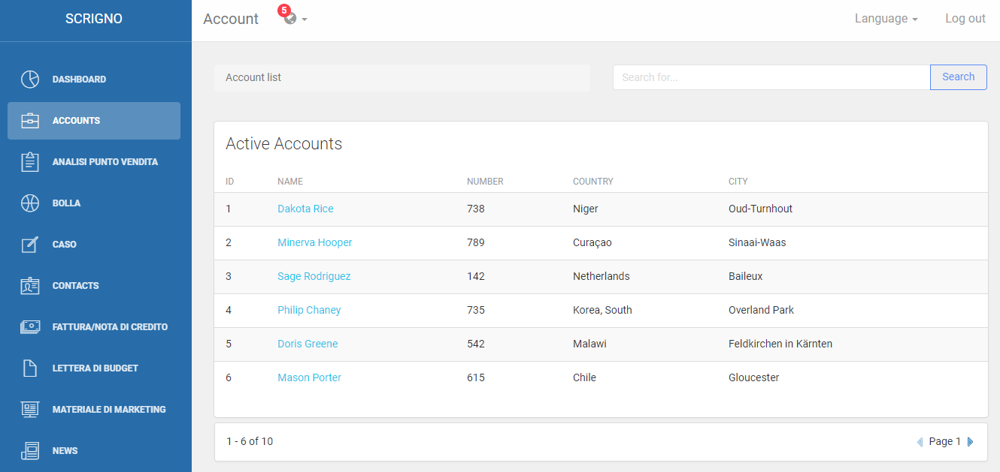 SCRIGNO
DASHBOARD
ACCOUNTS
ANALISI PUNTO VENDITA
BOLLA
CASO
CONTACTS
FATTURA/NOTA DI CREDITO
LETTERA DI BUDGET
MATERIALE DI MARKETING
NEWS
Account 5 Language Log out
Account list Search for... Search
Active Accounts
ID NAME NUMBER COUNTRY CITY
1 Dakota Rice 738 Niger Oud-Turnhout
2 Minerva Hooper 789 Curaçao Sinaai-Waas
3 Sage Rodriguez 142 Netherlands Baileux
4 Philip Chaney 735 Korea, South Overland Park
5 Doris Greene 542 Malawi Feldkirchen in Kärnten
6 Mason Porter 615 Chile Gloucester
1 - 6 of 10 Page 1